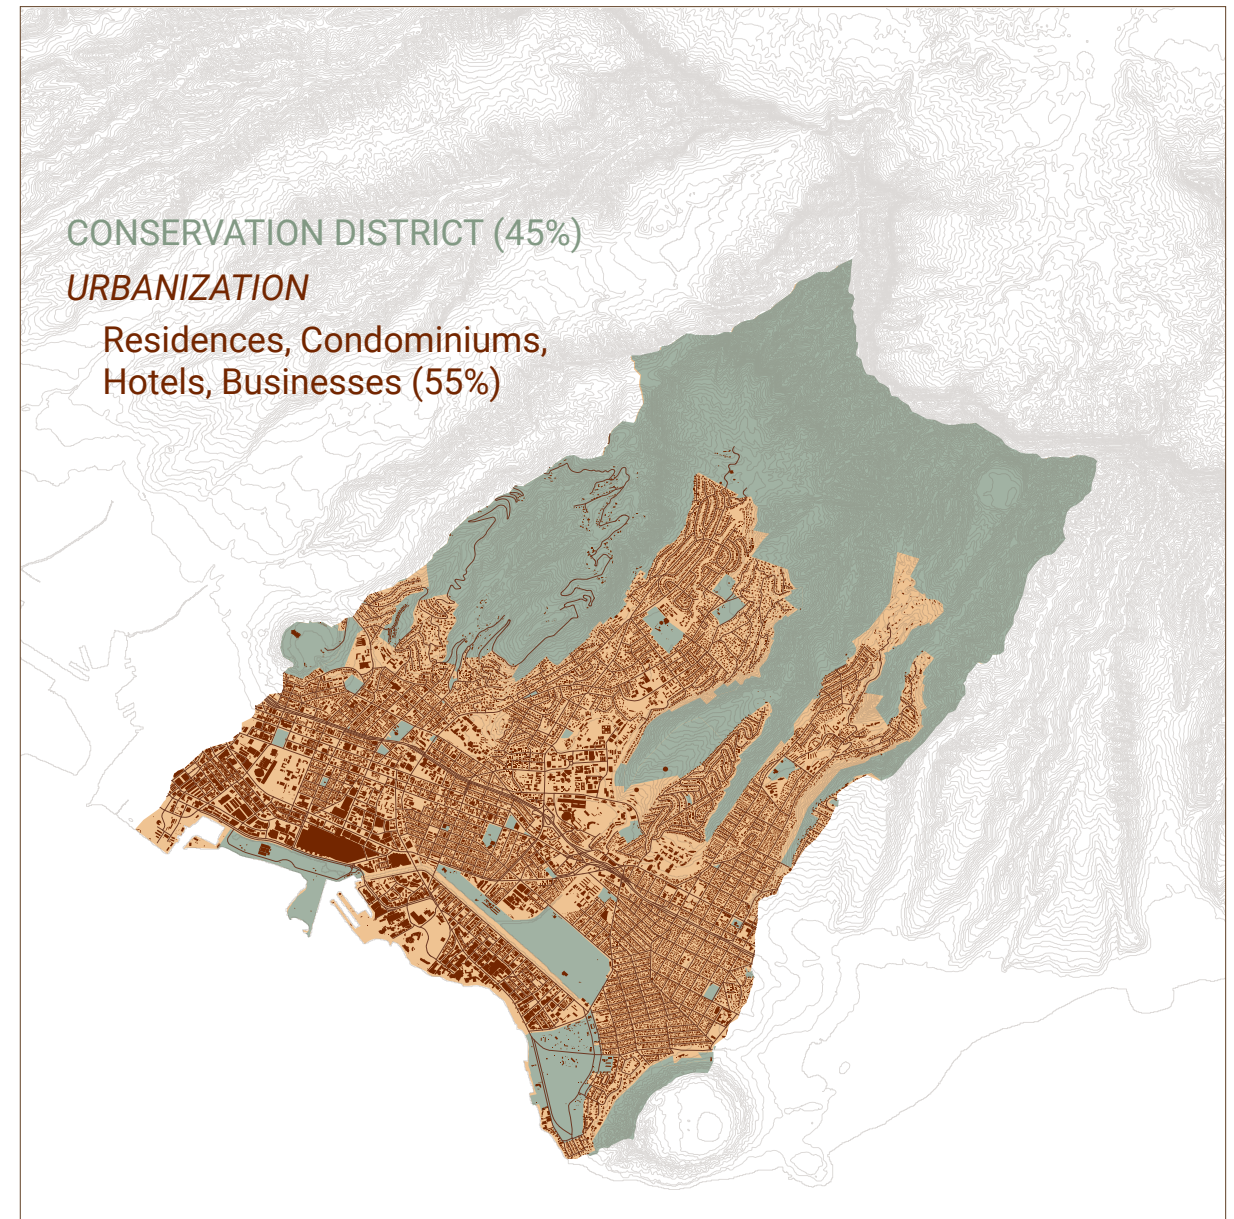 CONSERVATION DISTRICT (45%)
URBANIZATION
Residences, Condominiums,
Hotels, Businesses (55%)